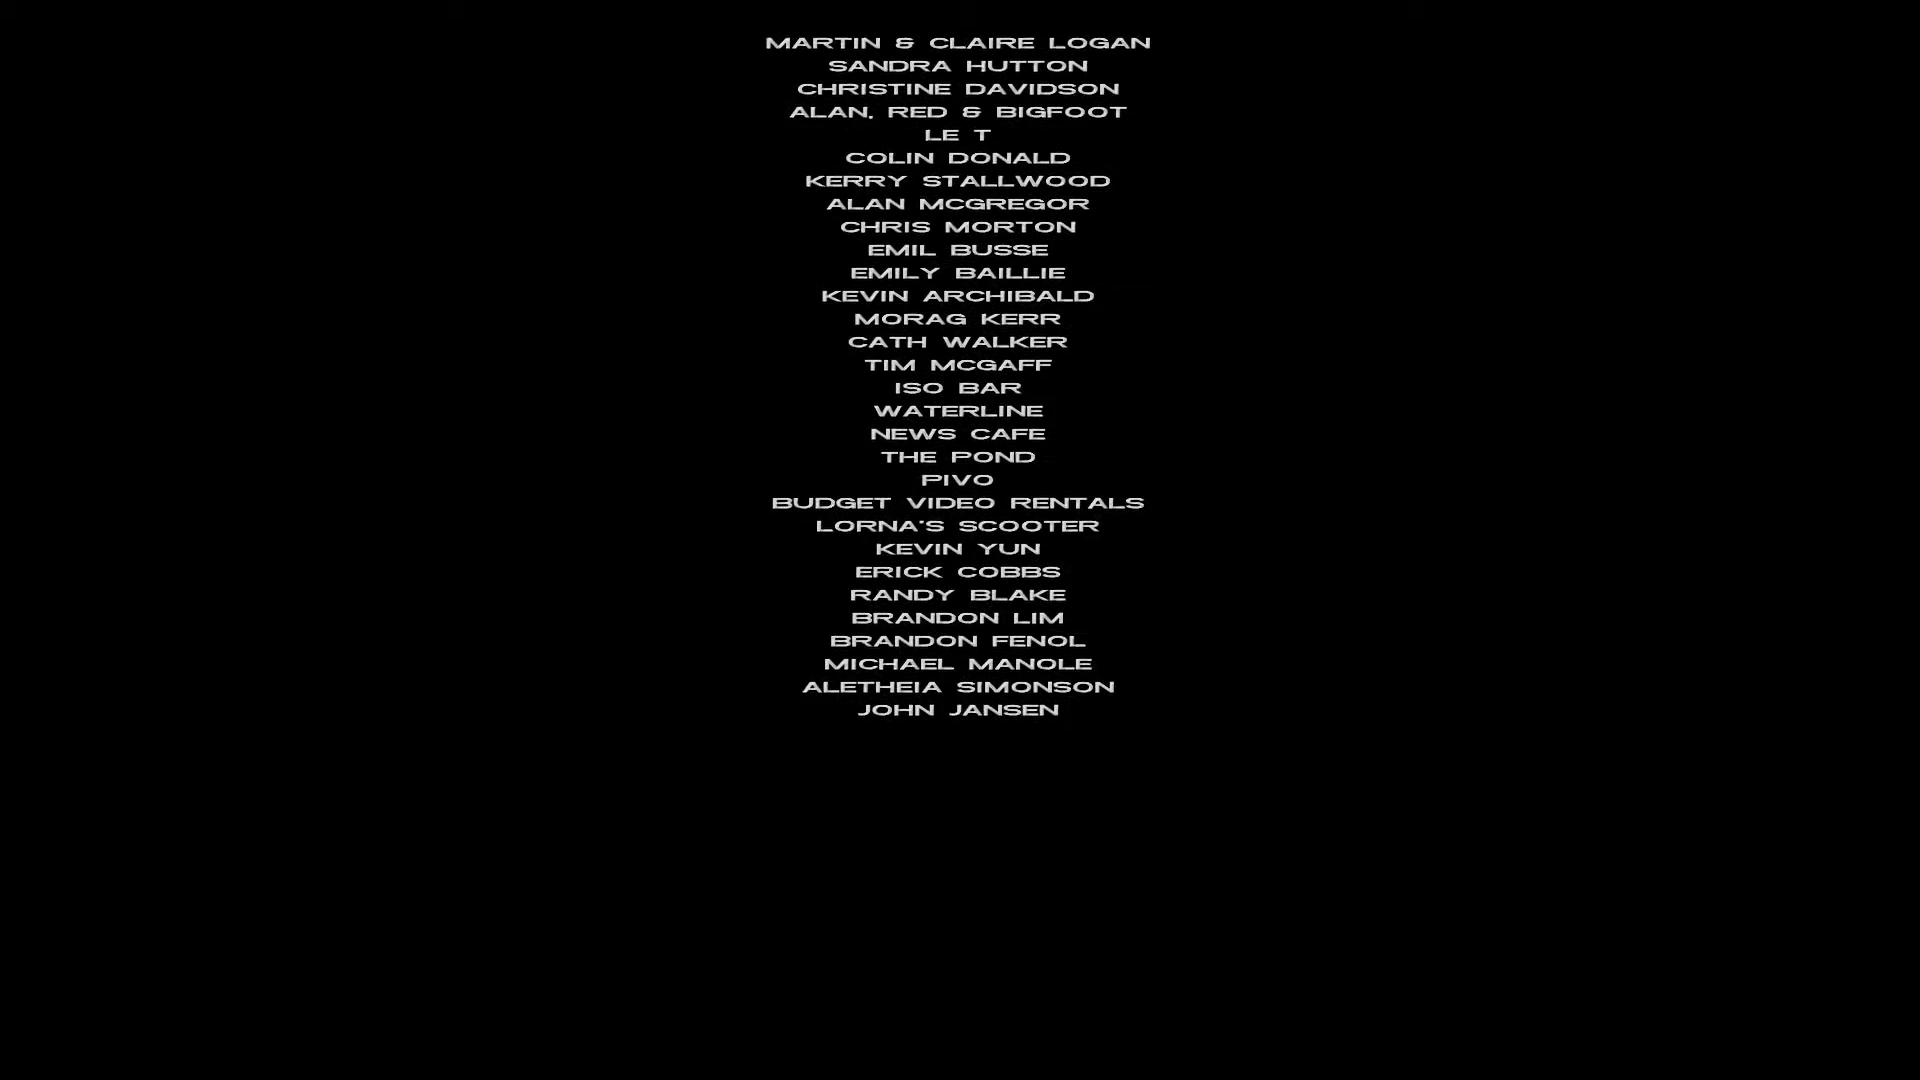 MARTIN & CLAIRE LOGAN
SANDRA HUTTON
CHRISTINE DAVIDSON
ALAN, RED & BIGFOOT
LE T
COLIN DONALD
KERRY STALLWOOD
ALAN MCGREGOR
CHRIS MORTON
EMIL BUSSE
EMILY BAILLIE
KEVIN ARCHIBALD
MORAG KERR
CATH WALKER
TIM MCGAFF
ISO BAR
WATERLINE
NEWS CAFE
THE POND
PIVO
BUDGET VIDEO RENTALS
LORNA'S SCOOTER
KEVIN YUN
ERICK COBBS
RANDY BLAKE
BRANDON LIM
BRANDON FENOL
MICHAEL MANOLE
ALETHEIA SIMONSON
JOHN JANSEN